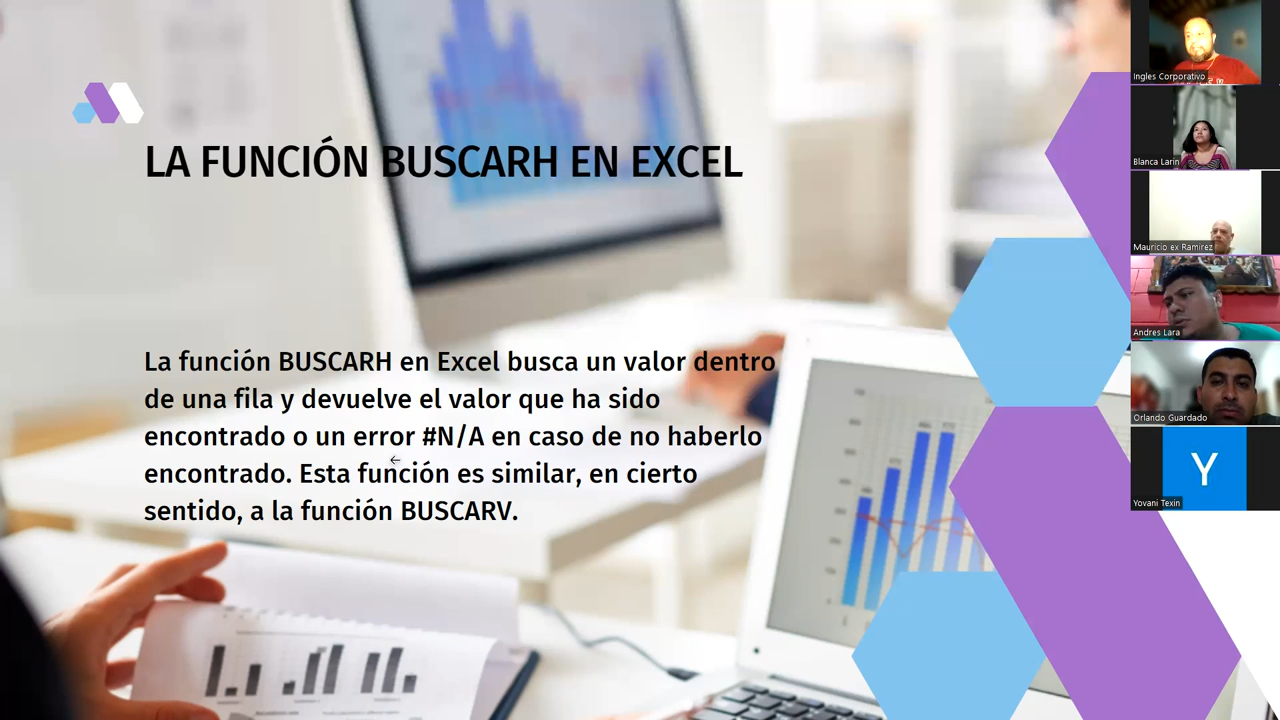 LA FUNCIÓN BUSCARH EN EXCEL
La función BUSCARH en Excel busca un valor dentro
de una fila y devuelve el valor que ha sido
encontrado o un error #N/A en caso de no haberlo
encontrado. Esta función es similar, en cierto
sentido, a la función BUSCARV.
Ingles Corporativo
Blanca Larin
Mauricio ex Ramirez
Andres Lara
Orlando Guardado
Y
Yovani Texin